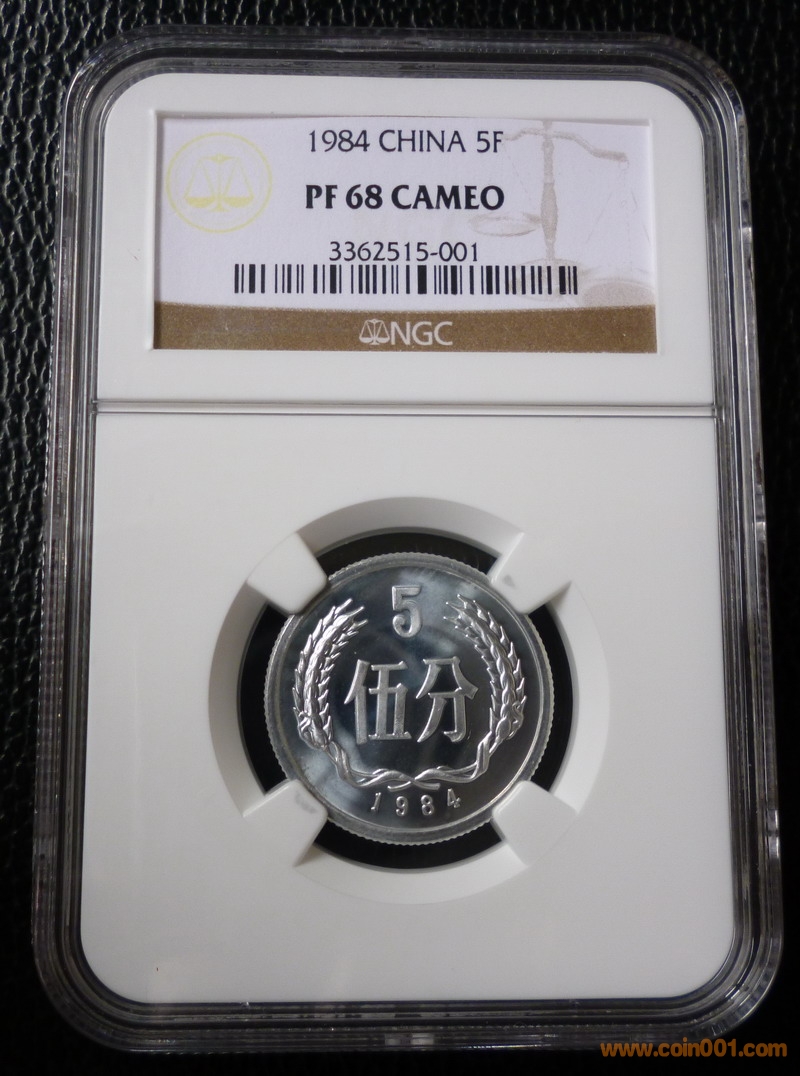 1984 CHINA 5F
PF 68 CAMEO
3362515-001
NGC
5
伍分
1984
www.coin001.com